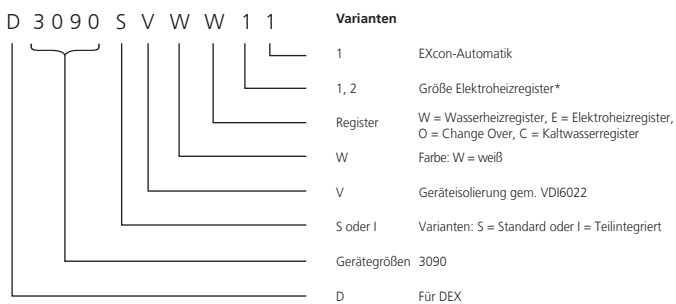 D 3 0 9 0 S V W W 1 1
Varianten
1 EXcon-Automatik
1, 2 Größe Elektroheizregister*
Register W = Wasserheizregister, E = Elektroheizregister,
O = Change Over, C = Kaltwasserregister
W Farbe: W = weiß
V Geräteisolierung gem. VDI6022
S oder I Varianten: S = Standard oder I = Teilintegriert
Gerätegrößen 3090
D Für DEX